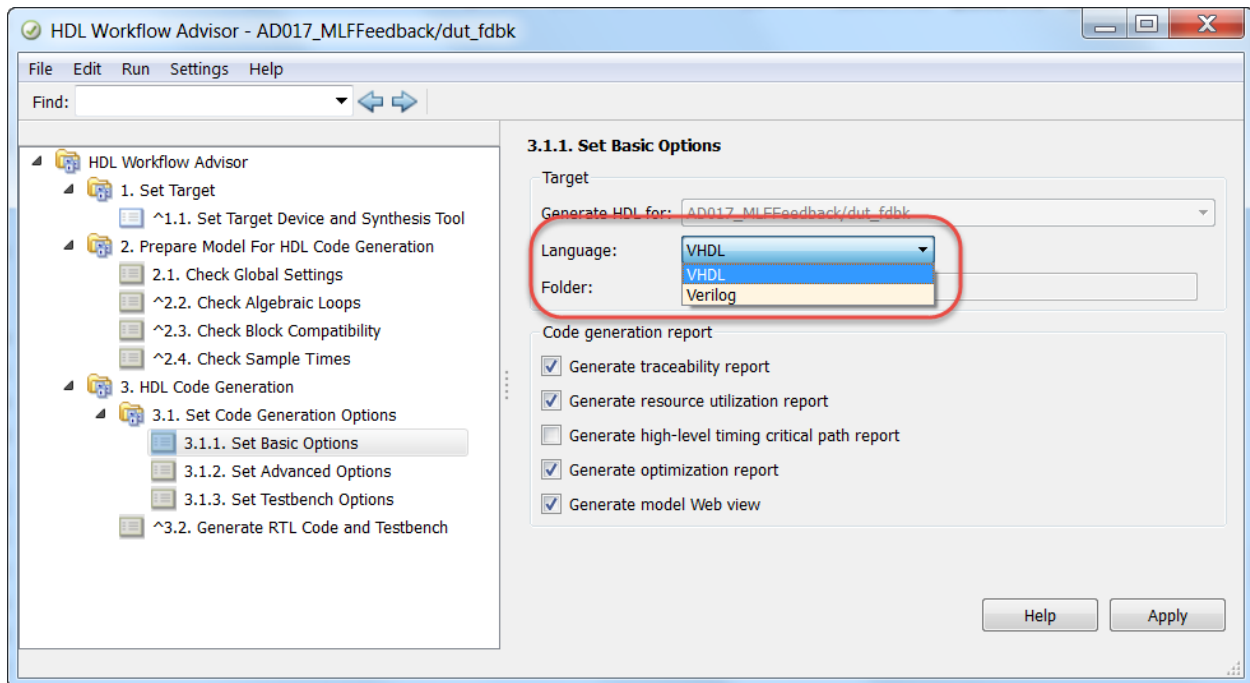 HDL Workflow Advisor - AD017_MLFFeedback/dut_fdbk
File Edit Run Settings Help
Find:
HDL Workflow Advisor
1. Set Target
^1.1. Set Target Device and Synthesis Tool
2. Prepare Model For HDL Code Generation
2.1. Check Global Settings
^2.2. Check Algebraic Loops
^2.3. Check Block Compatibility
^2.4. Check Sample Times
3. HDL Code Generation
3.1. Set Code Generation Options
3.1.1. Set Basic Options
3.1.2. Set Advanced Options
3.1.3. Set Testbench Options
^3.2. Generate RTL Code and Testbench
3.1.1. Set Basic Options
Target
Generate HDL for: AD017_MLFFeedback/dut_fdbk
Language: VHDL
VHDL
Folder:
Verilog
Code generation report
Generate traceability report
Generate resource utilization report
Generate high-level timing critical path report
Generate optimization report
Generate model Web view
Help Apply